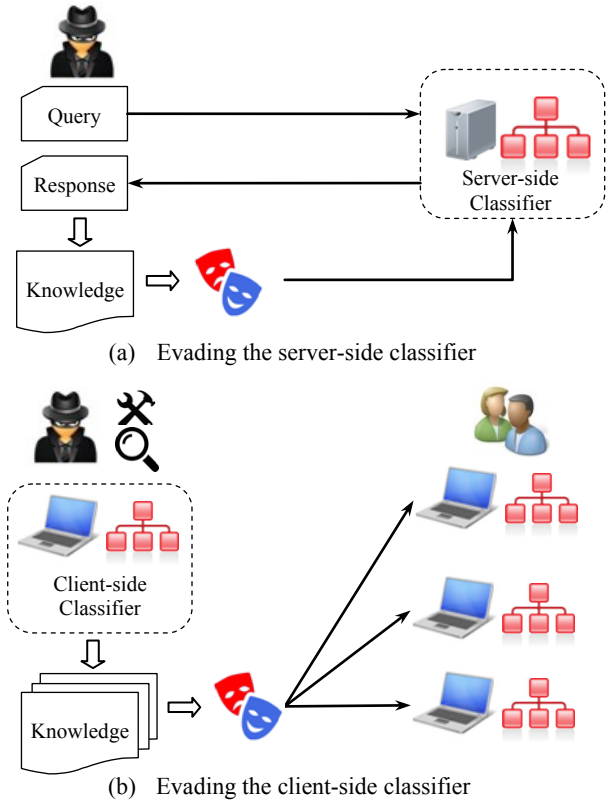 Query
Response
Server-side
Classifier
Knowledge
(a) Evading the server-side classifier
Client-side
Classifier
Knowledge
(b) Evading the client-side classifier